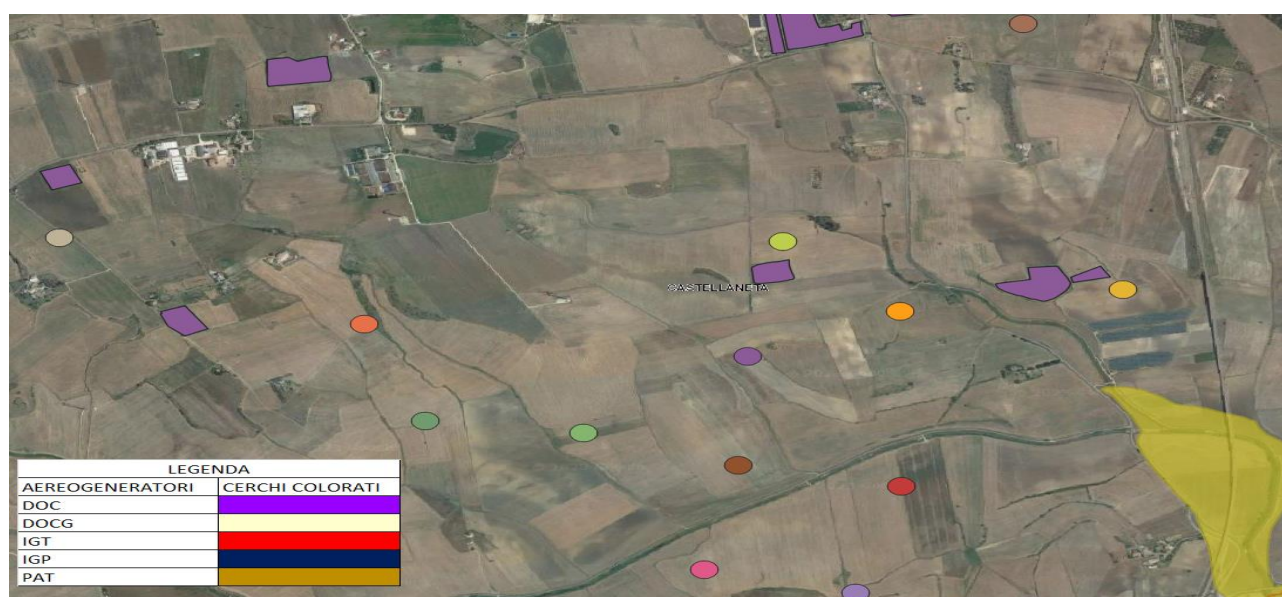 CASTELLANETA
LEGENDA
AEREOGENERATORI CERCHI COLORATI
DOC
DOCG
IGT
IGP
PAT